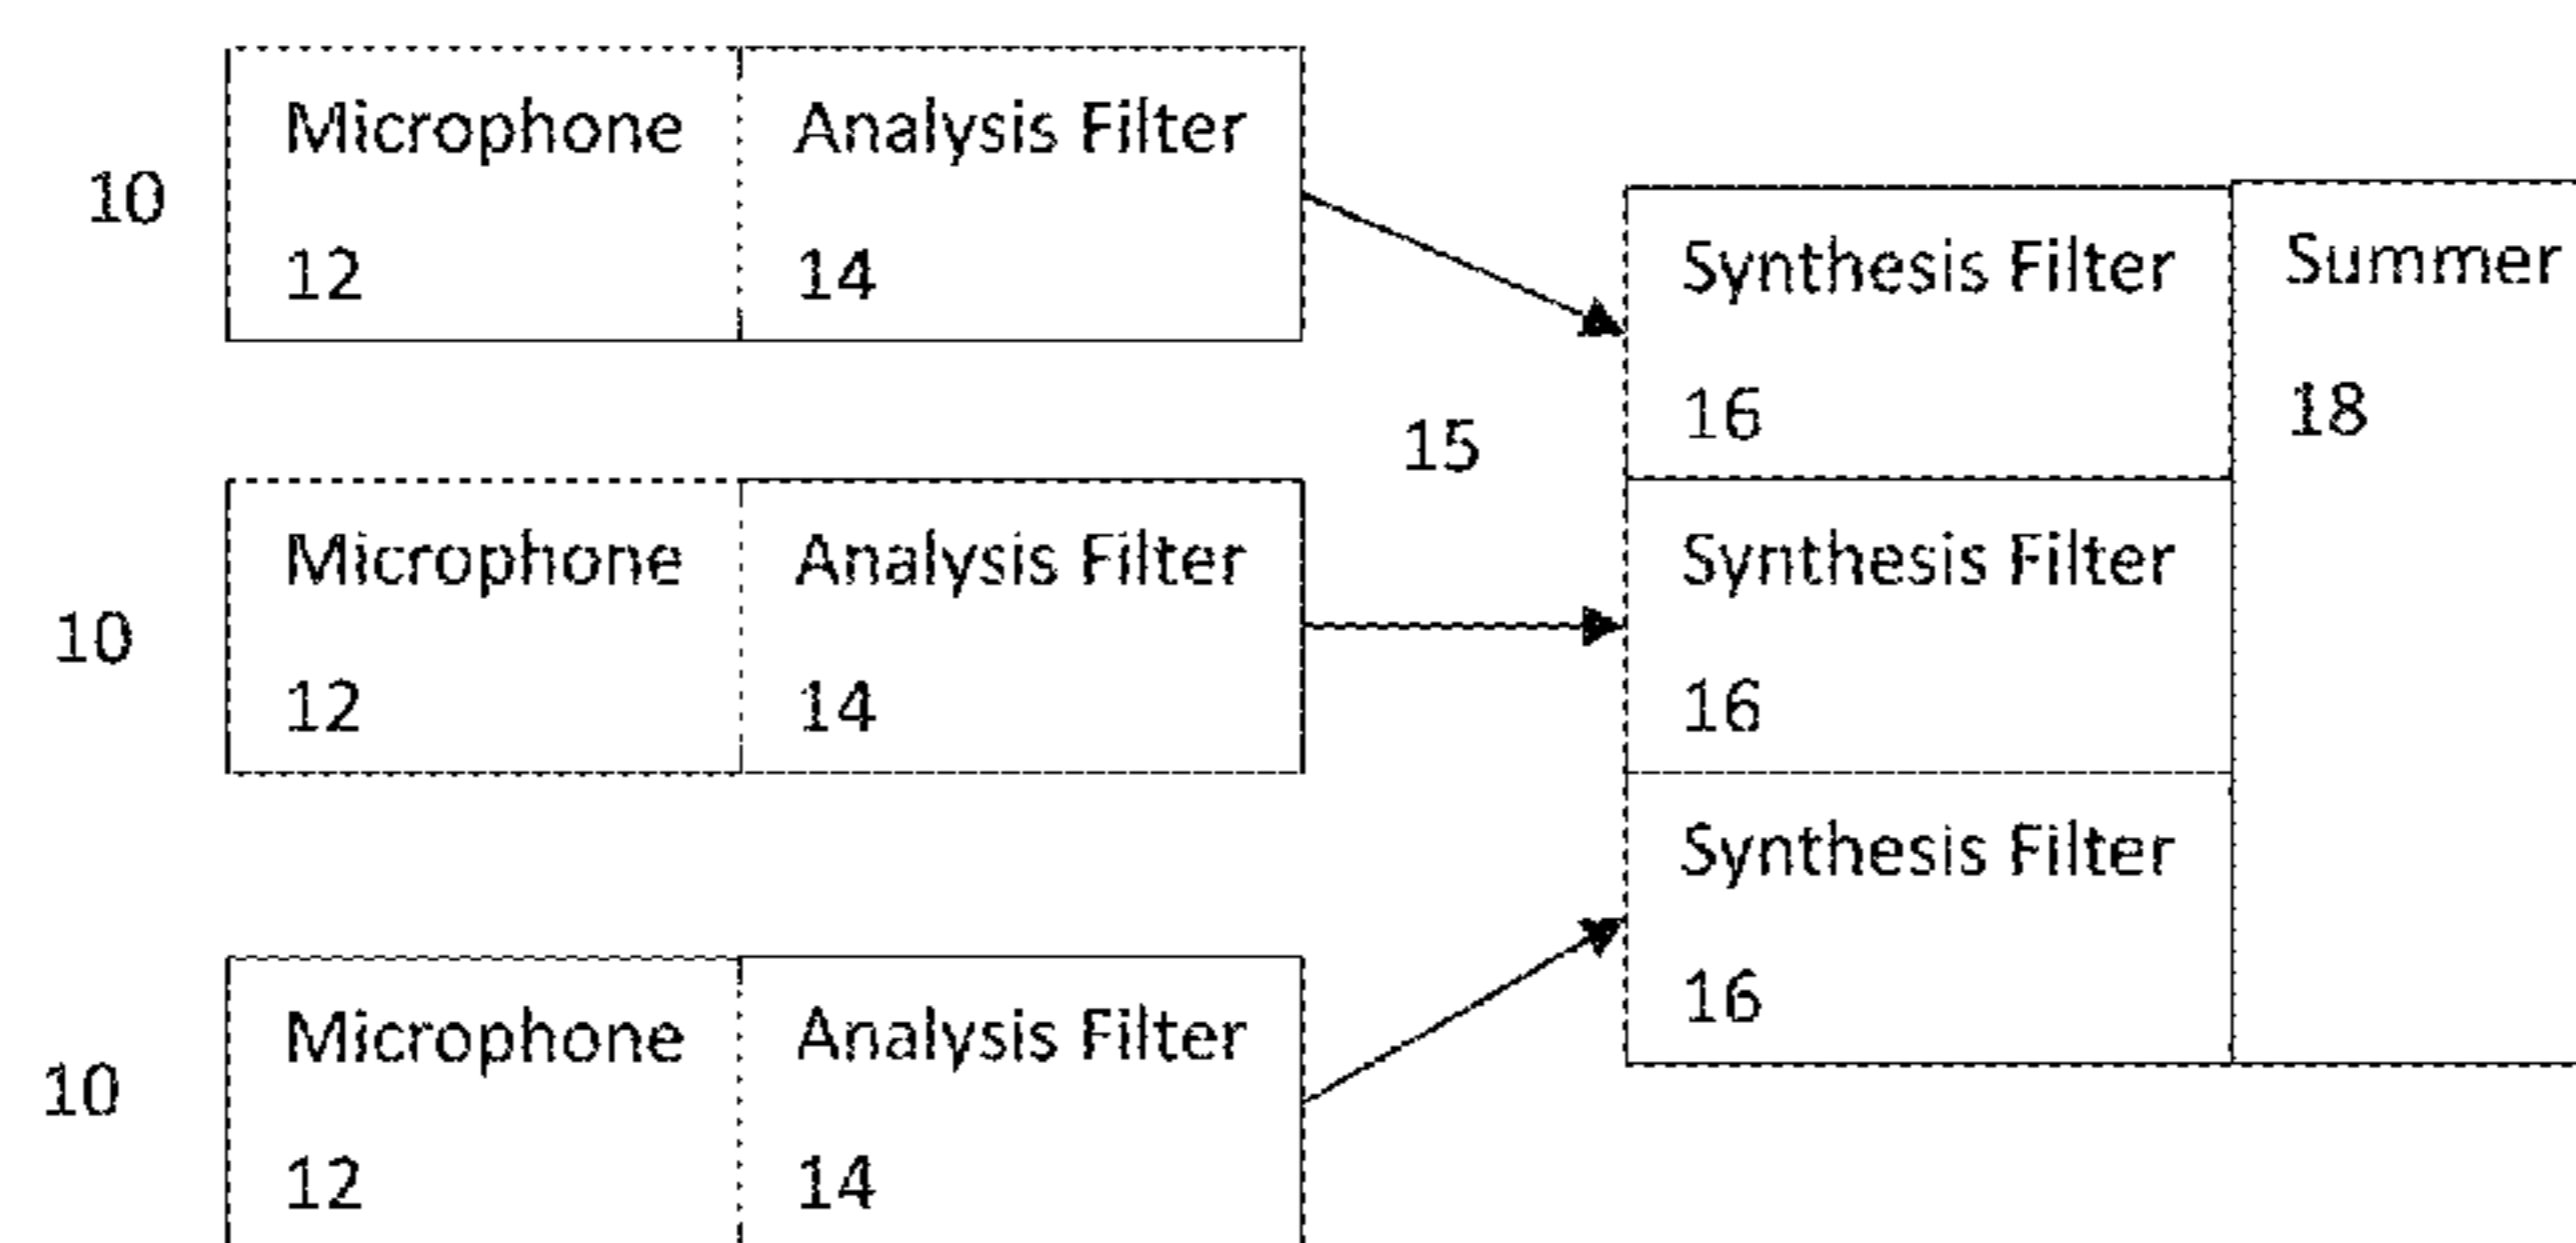 10
Microphone
12
Analysis Filter
14
10
Microphone
12
Analysis Filter
14
10
Microphone
12
Analysis Filter
14
15
Synthesis Filter
16
Synthesis Filter
16
Synthesis Filter
16
Summer
18